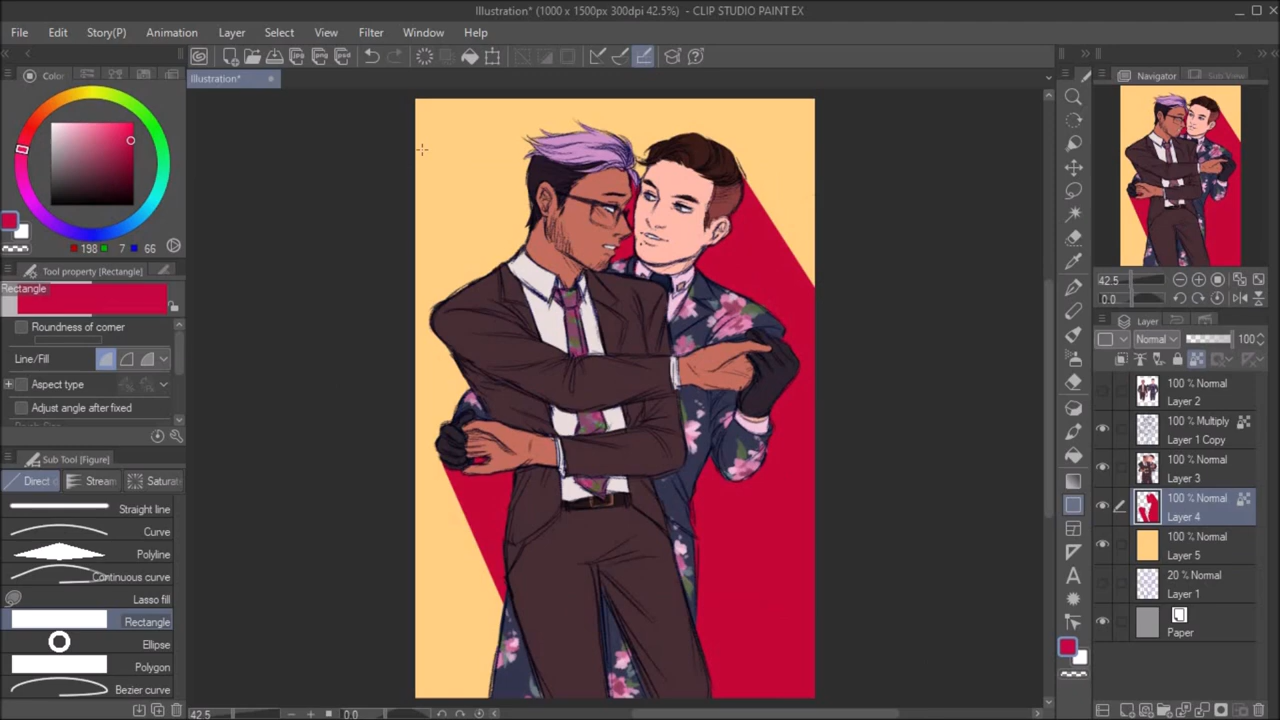 Illustration* (1000 x 1500px 300dpi 42.5%) - CLIP STUDIO PAINT EX
File Edit Story(P) Animation Layer Select View Filter Window Help
Color
Illustration*
Navigator
Sub View
198 7 66
Tool property [Rectangle]
Rectangle
Roundness of corner
Line/Fill
Aspect type
Adjust angle after fixed
Sub Tool [Figure]
Direct Stream Saturat
Straight line
Curve
Polyline
Continuous curve
Lasso fill
Rectangle
Ellipse
Polygon
Bezier curve
42.5 0.0
42.5
0.0
Layer
Normal 100
100 % Normal
Layer 2
100 % Multiply
Layer 1 Copy
100 % Normal
Layer 3
100 % Normal
Layer 4
100 % Normal
Layer 5
20 % Normal
Layer 1
Paper